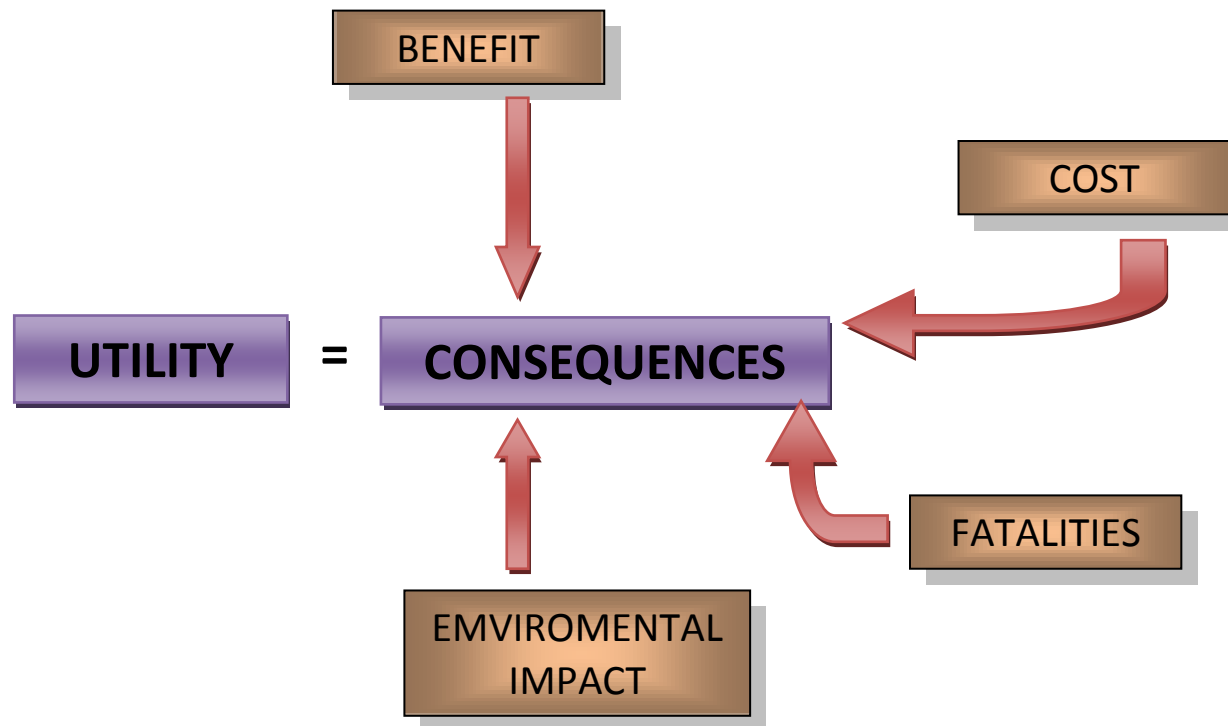 BENEFIT
COST
UTILITY = CONSEQUENCES
FATALITIES
EMVIROMENTAL
IMPACT